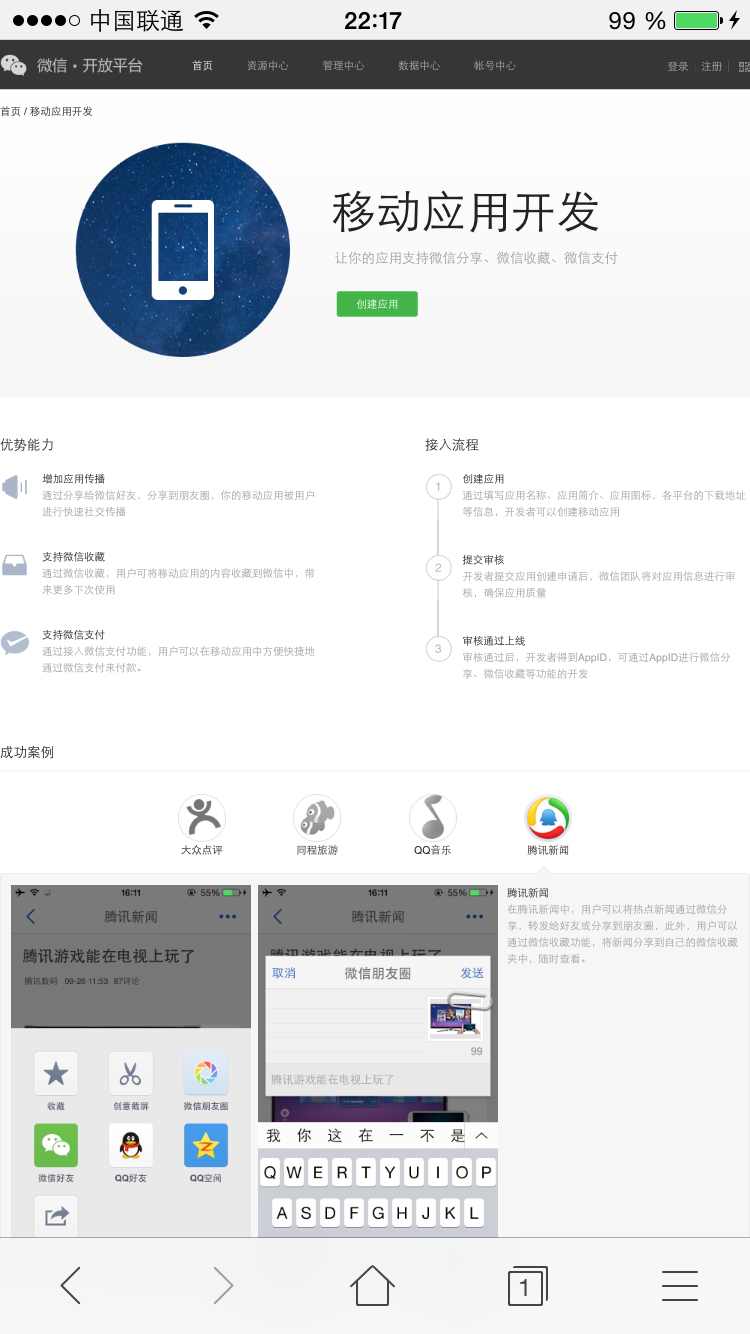 中国联通
22:17
99 %
微信·开放平台
首页
资源中心
管理中心
数据中心
帐号中心
登录
注册
首页 / 移动应用开发
移动应用开发
让你的应用支持微信分享、微信收藏、微信支付
创建应用
优势能力
增加应用传播
通过分享给微信好友、分享到朋友圈，你的移动应用被用户
进行快速社交传播
支持微信收藏
通过微信收藏，用户可将移动应用的内容收藏到微信中，带
来更多下次使用
支持微信支付
通过接入微信支付功能，用户可以在移动应用中方便快捷地
通过微信支付来付款。
接入流程
1
创建应用
通过填写应用名称、应用简介、应用图标，各平台的下载地址
等信息，开发者可以创建移动应用
2
提交审核
开发者提交应用创建申请后，微信团队将对应用信息进行审
核，确保应用质量
3
审核通过上线
审核通过后，开发者得到AppID，可通过AppID进行微信分
享、微信收藏等功能的开发
成功案例
大众点评
同程旅游
QQ音乐
腾讯新闻
16:11
55%
腾讯新闻
腾讯游戏能在电视上玩了
腾讯数码 09-26 11:53 87评论
收藏
创意截屏
微信朋友圈
微信好友
QQ好友
QQ空间
16:11
55%
腾讯新闻
腾讯游戏能在电视上玩了
取消
微信朋友圈
发送
99
腾讯游戏能在电视上玩了
我 你 这 在 一 不 是
Q W E R T Y U I O P
A S D F G H J K L
腾讯新闻
在腾讯新闻中，用户可以将热点新闻通过微信分
享，转发给好友或分享到朋友圈，此外，用户可以
通过微信收藏功能，将新闻分享到自己的微信收藏
夹中，随时查看。
1